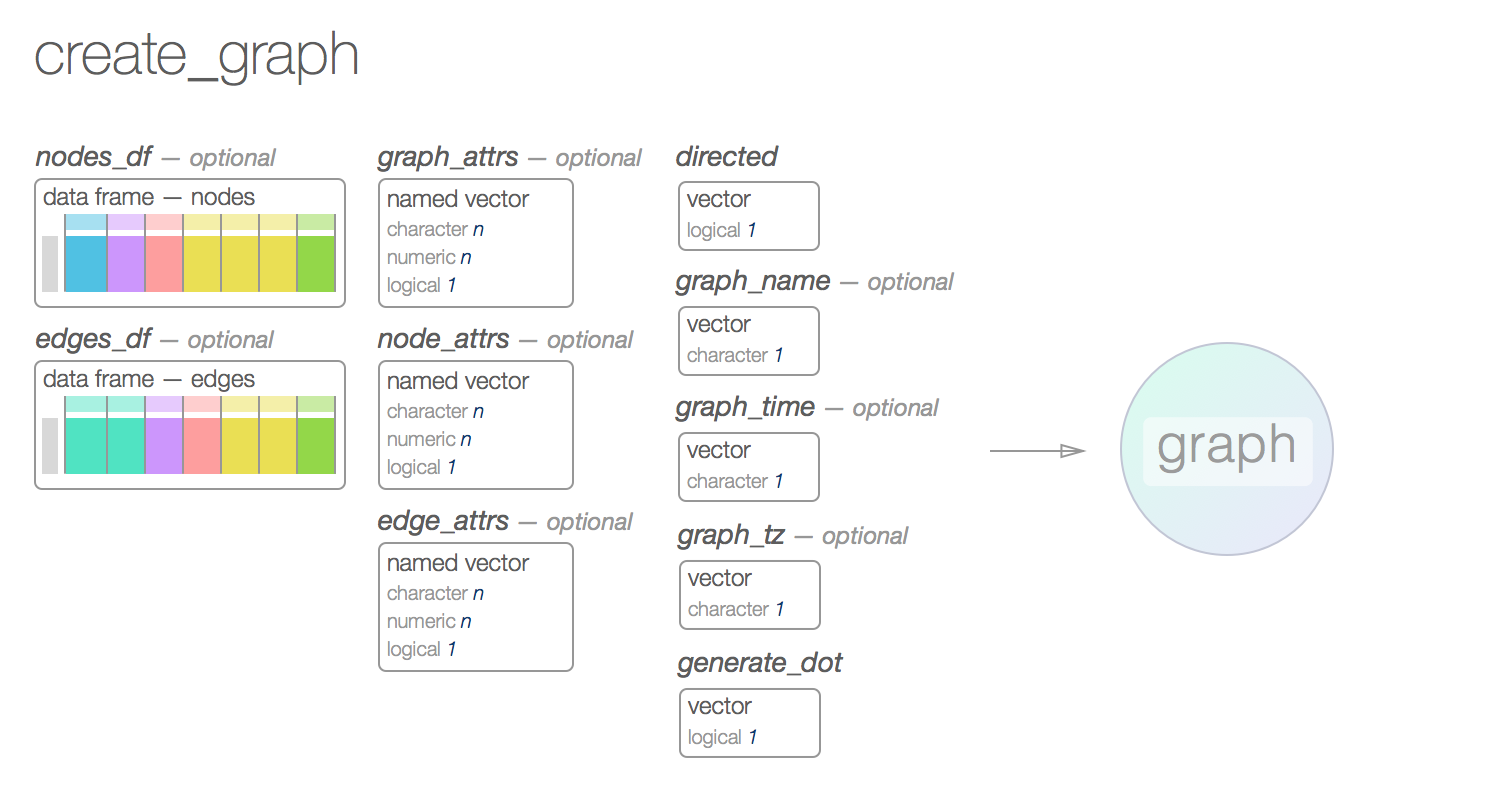 create_graph
nodes_df — optional
data frame — nodes
edges_df — optional
data frame — edges
graph_attrs — optional
named vector
character n
numeric n
logical 1
node_attrs — optional
named vector
character n
numeric n
logical 1
edge_attrs — optional
named vector
character n
numeric n
logical 1
directed
vector
logical 1
graph_name — optional
vector
character 1
graph_time — optional
vector
character 1
graph_tz — optional
vector
character 1
generate_dot
vector
logical 1
graph